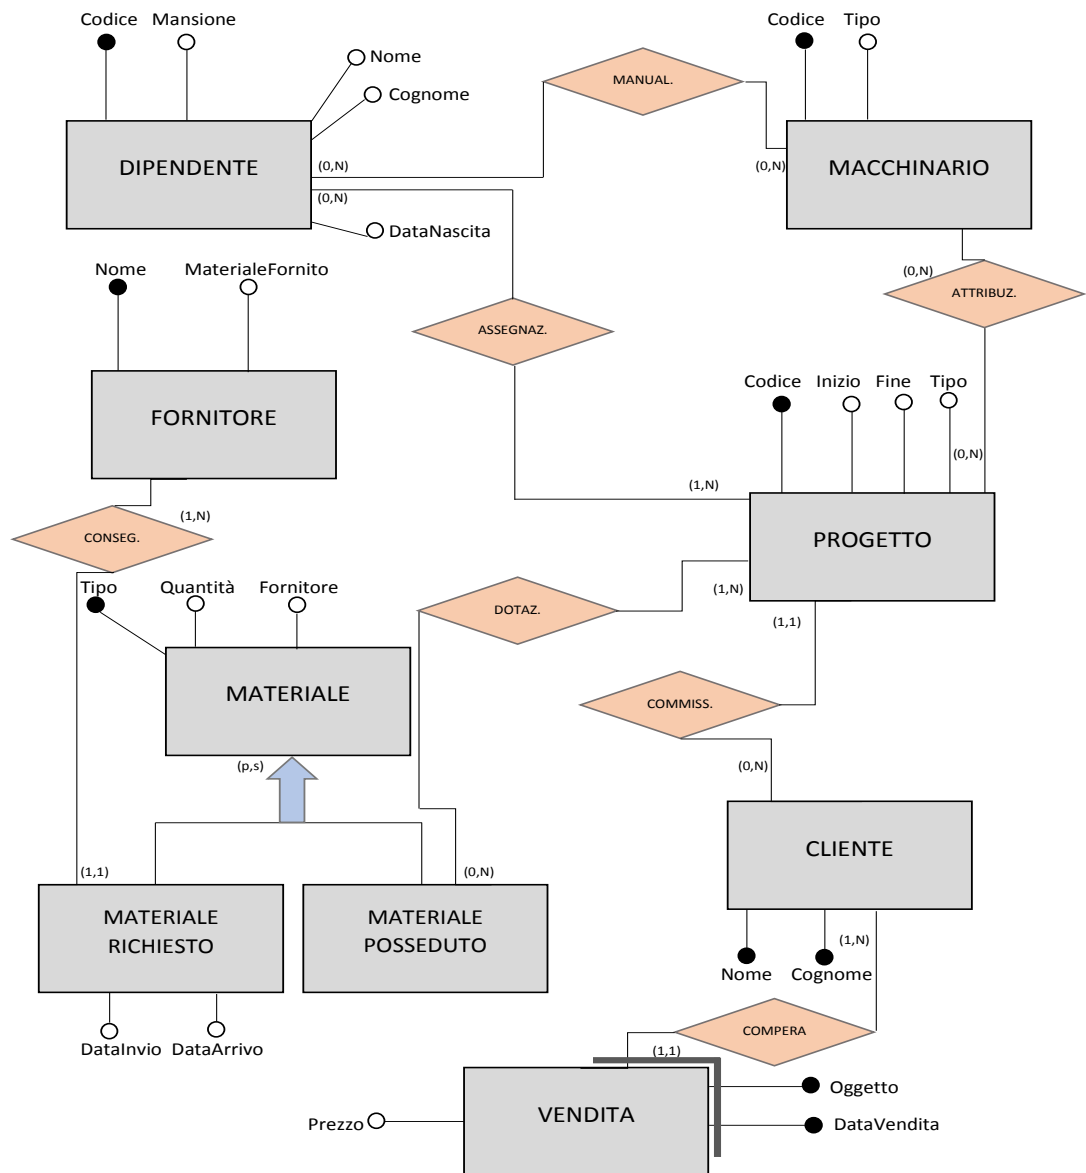 Codice Mansione
Nome
Cognome
DIPENDENTE
(0,N)
(0,N)
DataNascita
MANUAL.
Codice Tipo
MACCHINARIO
(0,N)
(0,N)
ATTRIBUZ.
Nome MaterialeFornito
FORNITORE
ASSEGNAZ.
Codice Inizio Fine Tipo
(0,N)
(1,N)
PROGETTO
(1,N)
(1,1)
(1,N)
CONSEG.
Tipo Quantità Fornitore
DOTAZ.
MATERIALE
(p,s)
COMMISS.
(0,N)
CLIENTE
(1,1)
(0,N)
MATERIALE
RICHIESTO
MATERIALE
POSSEDUTO
(1,N)
Nome Cognome
DataInvio DataArrivo
COMPERA
(1,1)
VENDITA
Oggetto
DataVendita
Prezzo